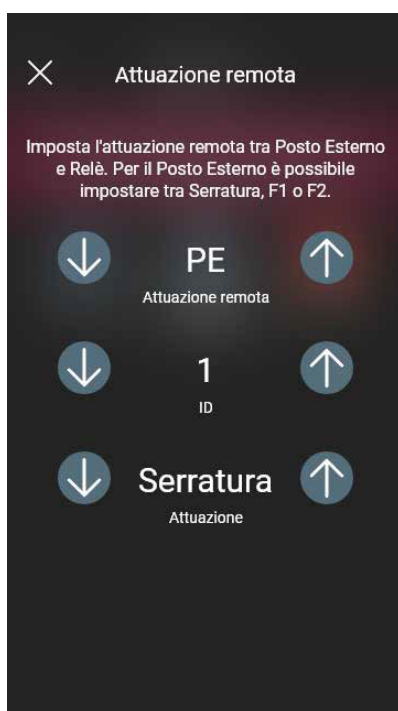 Attuazione remota
Imposta l'attuazione remota tra Posto Esterno
e Relè. Per il Posto Esterno è possibile
impostare tra Serratura, F1 o F2.
PE
Attuazione remota
1
ID
Serratura
Attuazione